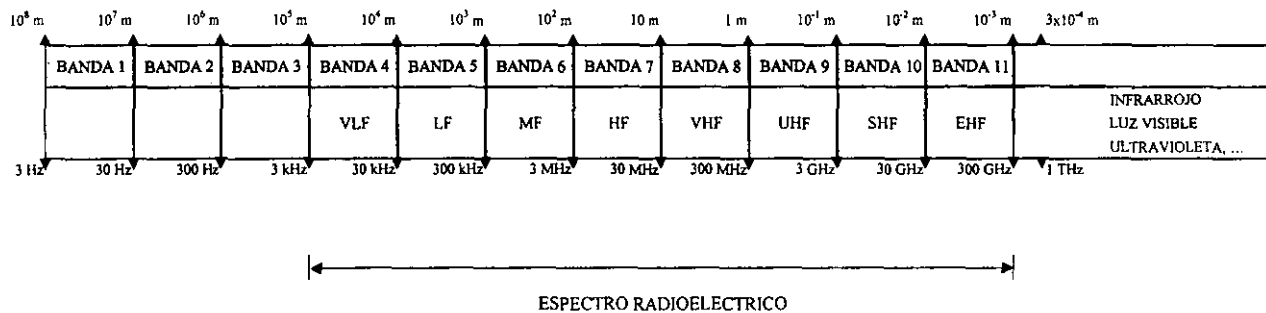 10⁸ m 10⁷ m 10⁶ m 10⁵ m 10⁴ m 10³ m 10² m 10 m 1 m 10⁻¹ m 10⁻² m 10⁻³ m 3x10⁻⁴ m
BANDA 1 BANDA 2 BANDA 3 BANDA 4 BANDA 5 BANDA 6 BANDA 7 BANDA 8 BANDA 9 BANDA 10 BANDA 11
VLF LF MF HF VHF UHF SHF EHF
INFRARROJO
LUZ VISIBLE
ULTRAVIOLETA, ...
3 Hz 30 Hz 300 Hz 3 kHz 30 kHz 300 kHz 3 MHz 30 MHz 300 MHz 3 GHz 30 GHz 300 GHz 1 THz
ESPECTRO RADIOELECTRICO